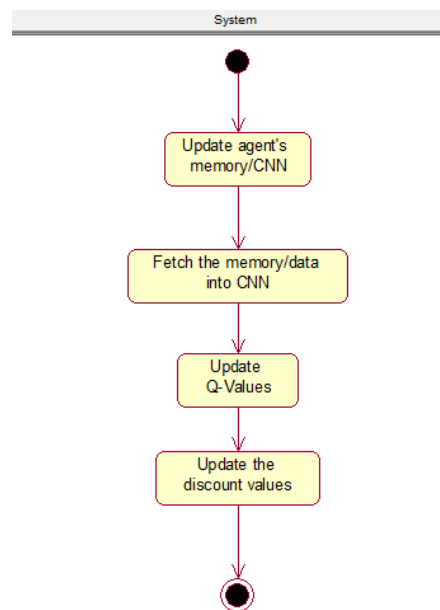 System
Update agent's
memory/CNN
Fetch the memory/data
into CNN
Update
Q-Values
Update the
discount values